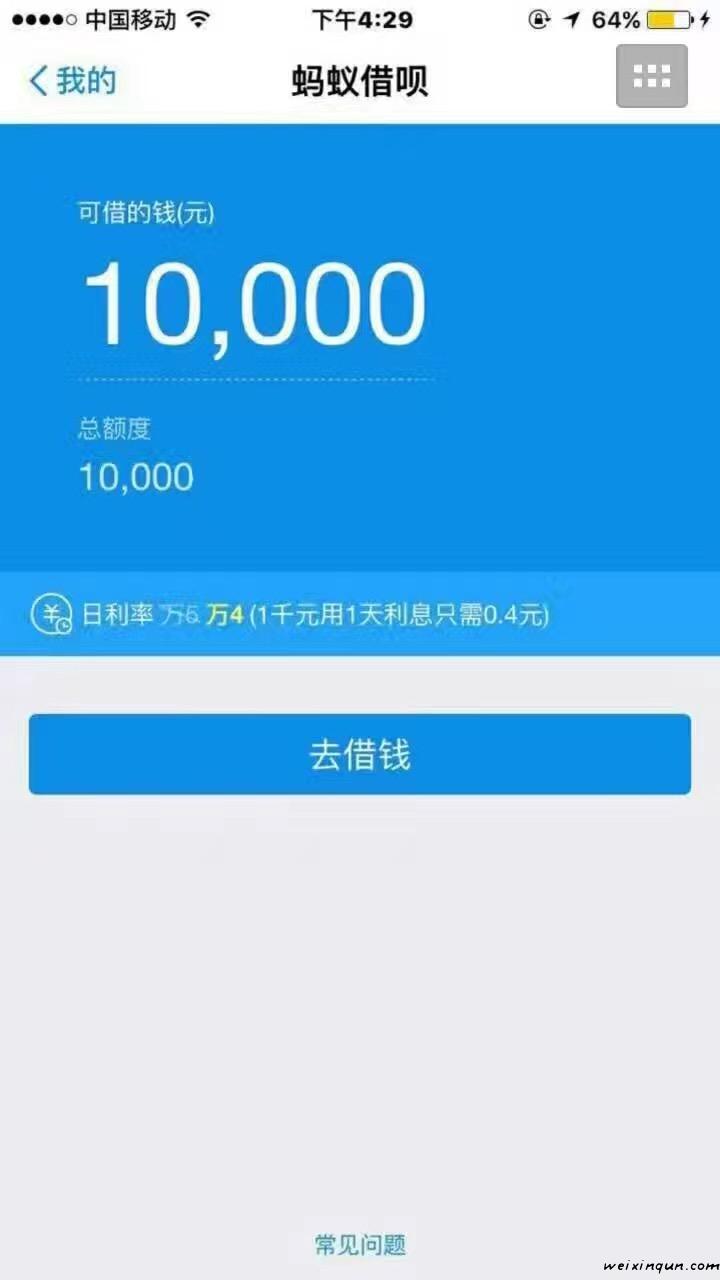 中国移动 下午4:29 64%
我的 蚂蚁借呗
可借的钱(元)
10,000
总额度
10,000
日利率 万5 万4 (1千元用1天利息只需0.4元)
去借钱
常见问题
weixinqun.com